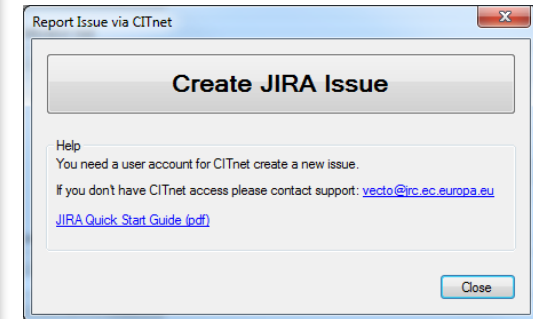 Report Issue via CITnet
Create JIRA Issue
Help
You need a user account for CITnet create a new issue.
If you don't have CITnet access please contact support: vecto@jrc.ec.europa.eu
JIRA Quick Start Guide (pdf)
Close